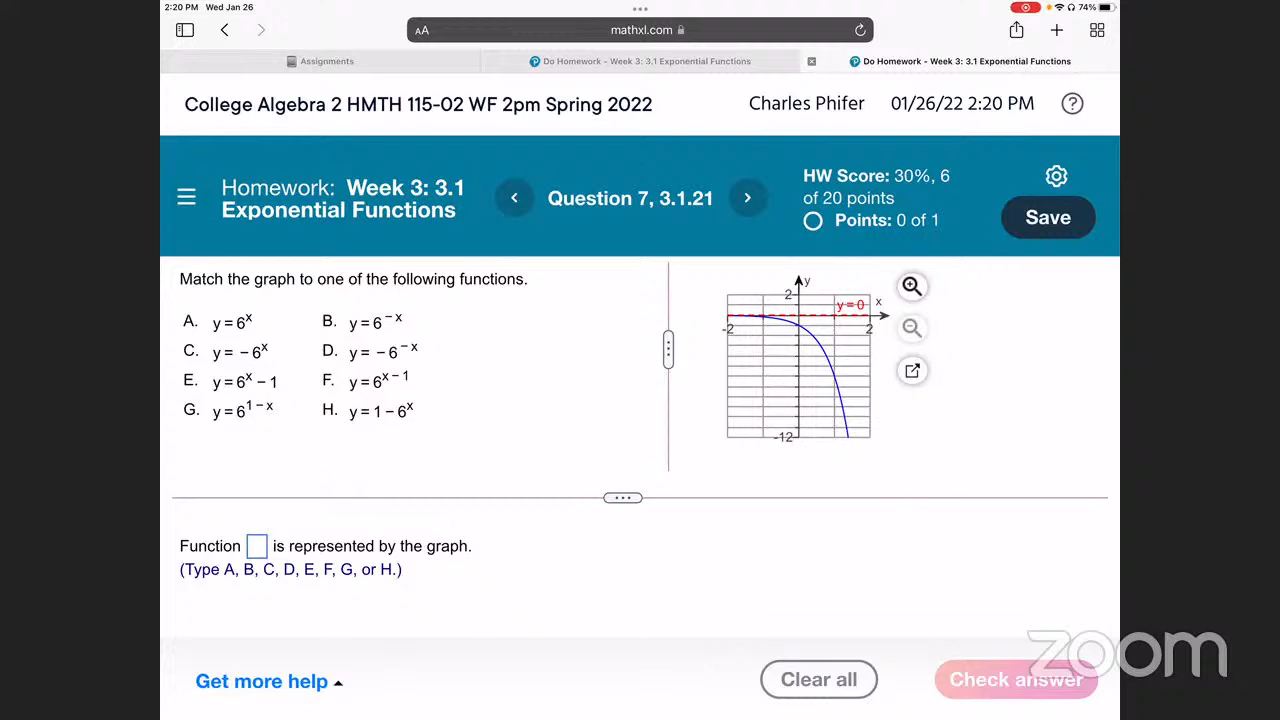 2:20 PM Wed Jan 26
74%
AA
mathxl.com
Assignments
Do Homework - Week 3: 3.1 Exponential Functions
Do Homework - Week 3: 3.1 Exponential Functions
College Algebra 2 HMTH 115-02 WF 2pm Spring 2022
Charles Phifer
01/26/22 2:20 PM
?
Homework: Week 3: 3.1
Exponential Functions
Question 7, 3.1.21
HW Score: 30%, 6
of 20 points
Points: 0 of 1
Save
Match the graph to one of the following functions.
A. y = 6^x B. y = 6^−x
C. y = − 6^x D. y = − 6^−x
E. y = 6^x − 1 F. y = 6^x − 1
G. y = 6^1 − x H. y = 1 − 6^x
y
2
y = 0
x
-2
2
-12
Function is represented by the graph.
(Type A, B, C, D, E, F, G, or H.)
Get more help
Clear all
Check answer
zoom